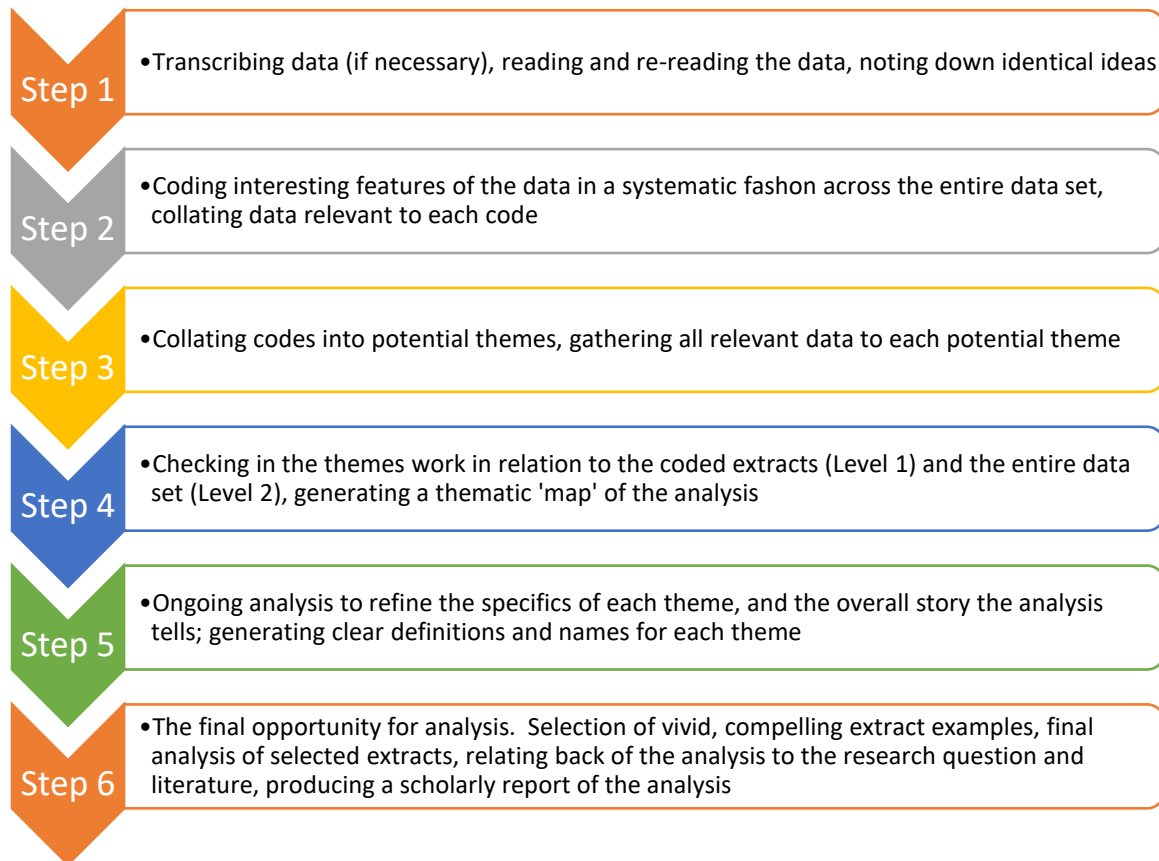 Step 1
•Transcribing data (if necessary), reading and re-reading the data, noting down identical ideas
Step 2
•Coding interesting features of the data in a systematic fashon across the entire data set,
collating data relevant to each code
Step 3
•Collating codes into potential themes, gathering all relevant data to each potential theme
Step 4
•Checking in the themes work in relation to the coded extracts (Level 1) and the entire data
set (Level 2), generating a thematic 'map' of the analysis
Step 5
•Ongoing analysis to refine the specifics of each theme, and the overall story the analysis
tells; generating clear definitions and names for each theme
Step 6
•The final opportunity for analysis.  Selection of vivid, compelling extract examples, final
analysis of selected extracts, relating back of the analysis to the research question and
literature, producing a scholarly report of the analysis